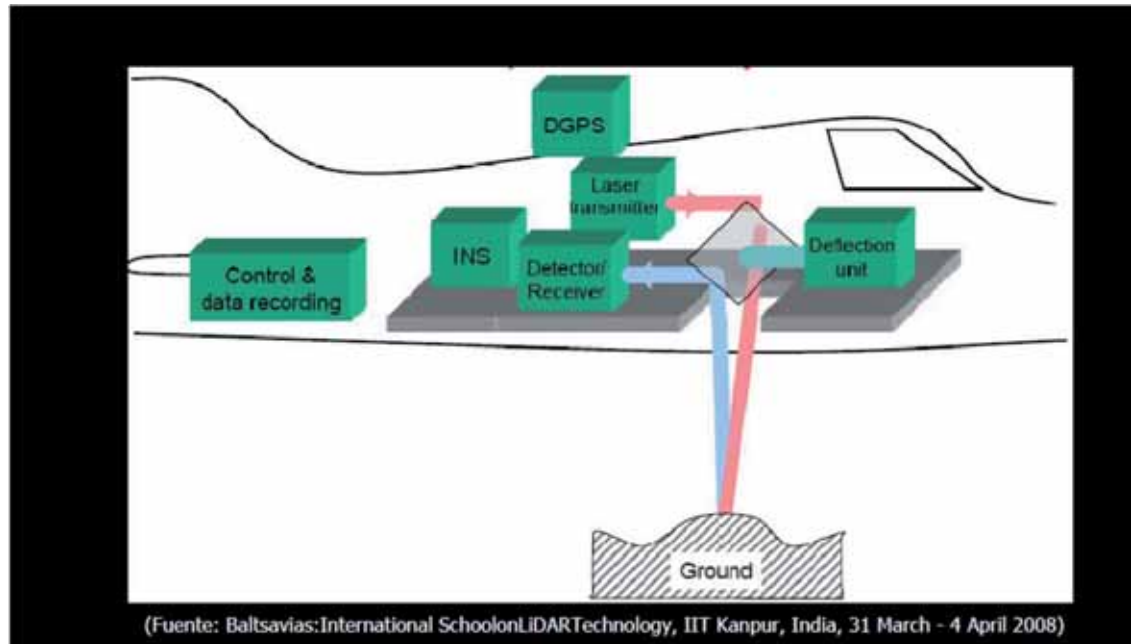 DGPS
Laser
transmitter
INS
Detector/
Receiver
Deflection
unit
Control &
data recording
Ground
(Fuente: Baltsavias:International SchoolonLiDARTechnology, IIT Kanpur, India, 31 March - 4 April 2008)